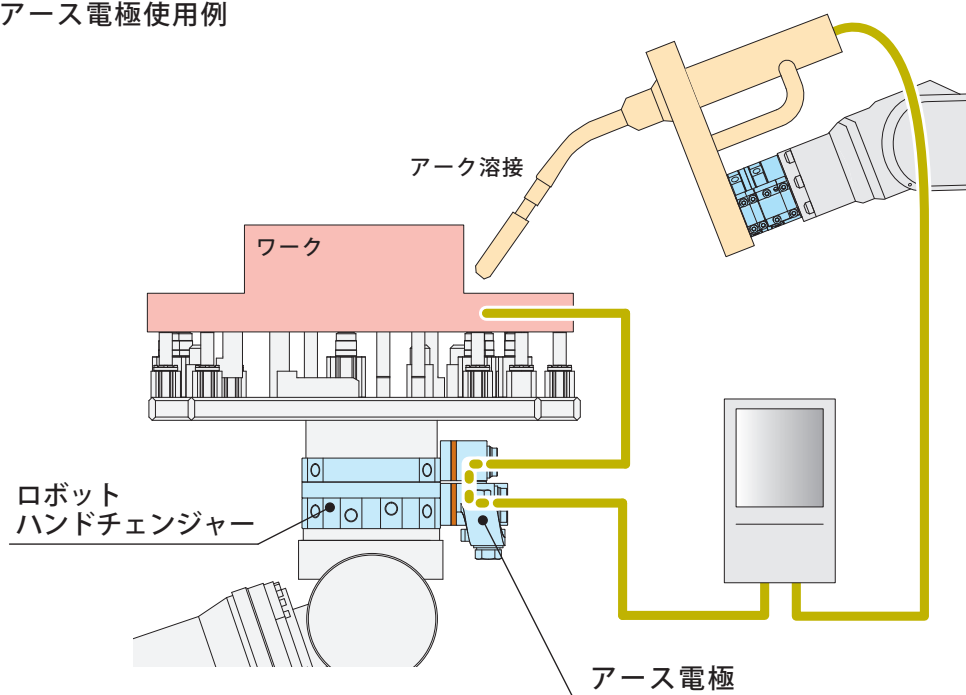 アース電極使用例
アーク溶接
ワーク
ロボット
ハンドチェンジャー
アース電極